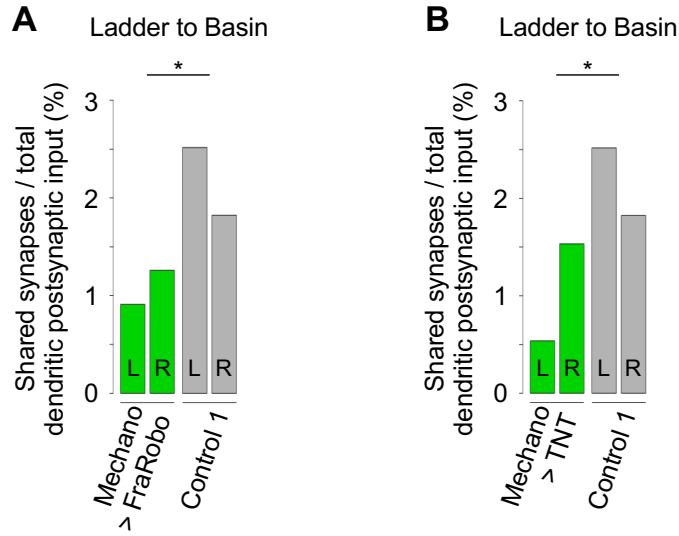 A
Ladder to Basin
*
Shared synapses / total
dendritic postsynaptic input (%)
3
2
1
0
L
R
L
R
Mechano
> FraRobo
Control 1
B
Ladder to Basin
*
Shared synapses / total
dendritic postsynaptic input (%)
3
2
1
0
L
R
L
R
Mechano
> TNT
Control 1